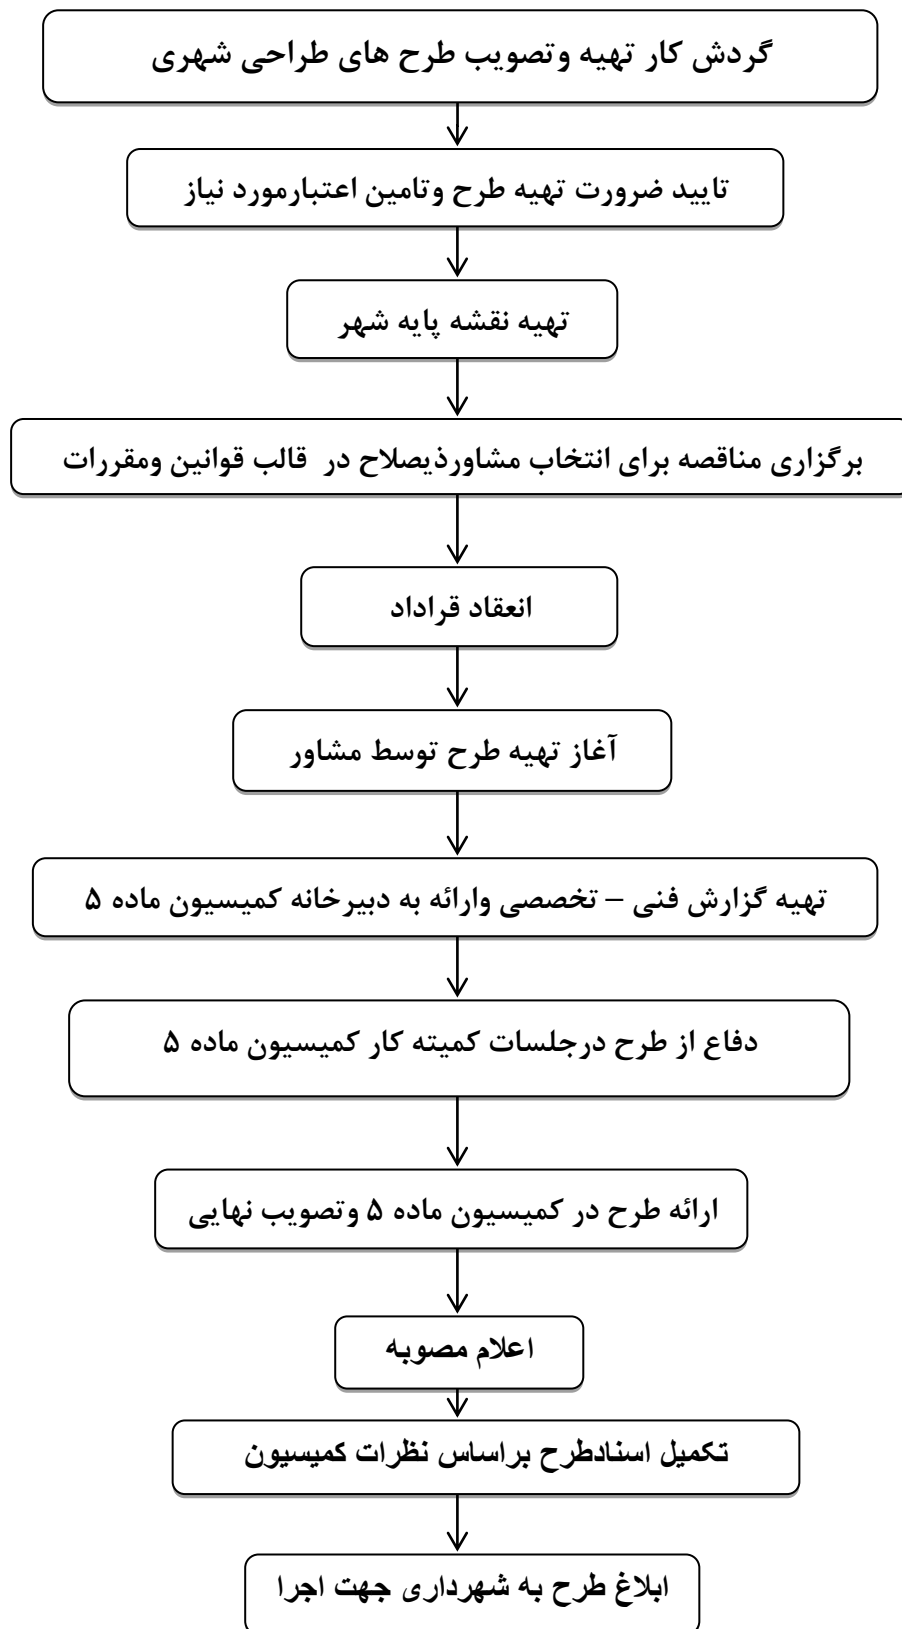 گردش کار تهیه وتصویب طرح های طراحی شهری
تایید ضرورت تهیه طرح وتامین اعتبارمورد نیاز
تهیه نقشه پایه شهر
برگزاری مناقصه برای انتخاب مشاورذیصلاح در قالب قوانین ومقررات
انعقاد قراداد
آغاز تهیه طرح توسط مشاور
تهیه گزارش فنی – تخصصی وارائه به دبیرخانه کمیسیون ماده ۵
دفاع از طرح درجلسات کمیته کار کمیسیون ماده ۵
ارائه طرح در کمیسیون ماده ۵ وتصویب نهایی
اعلام مصوبه
تکمیل اسنادطرح براساس نظرات کمیسیون
ابلاغ طرح به شهرداری جهت اجرا